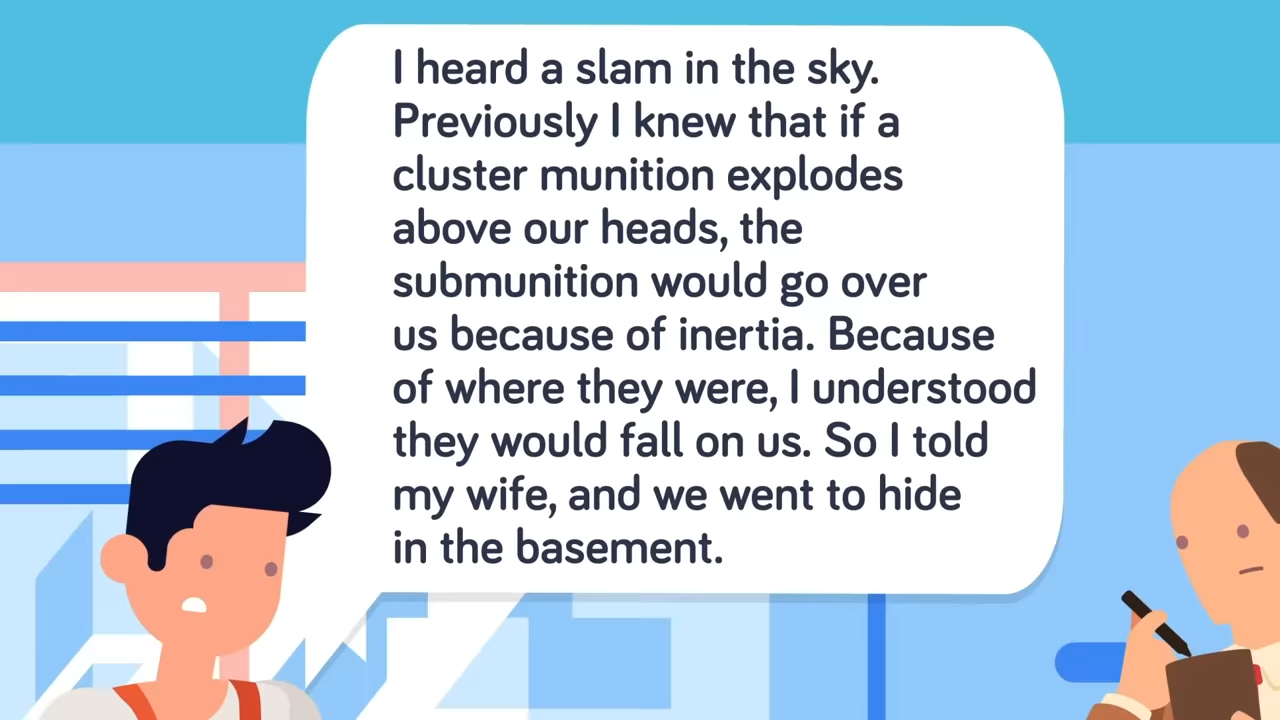 I heard a slam in the sky.
Previously I knew that if a
cluster munition explodes
above our heads, the
submunition would go over
us because of inertia. Because
of where they were, I understood
they would fall on us. So I told
my wife, and we went to hide
in the basement.